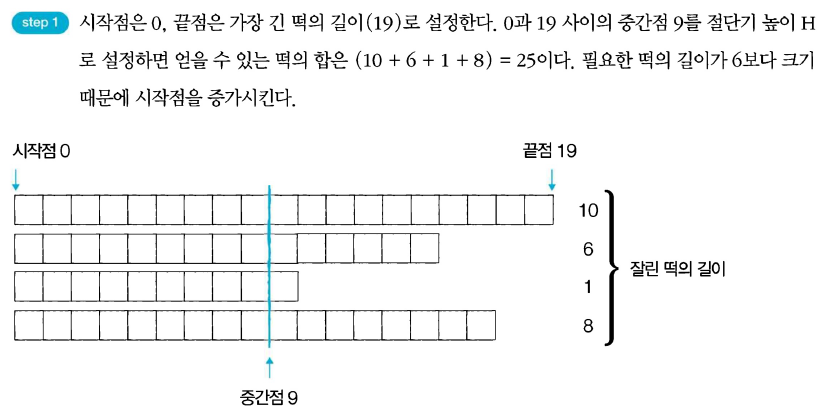 step 1 시작점은 0, 끝점은 가장 긴 떡의 길이(19)로 설정한다. 0과 19 사이의 중간점 9를 절단기 높이 H
로 설정하면 얻을 수 있는 떡의 합은 (10 + 6 + 1 + 8) = 25이다. 필요한 떡의 길이가 6보다 크기
때문에 시작점을 증가시킨다.
시작점 0 끝점 19
10
6
잘린 떡의 길이
1
8
중간점 9